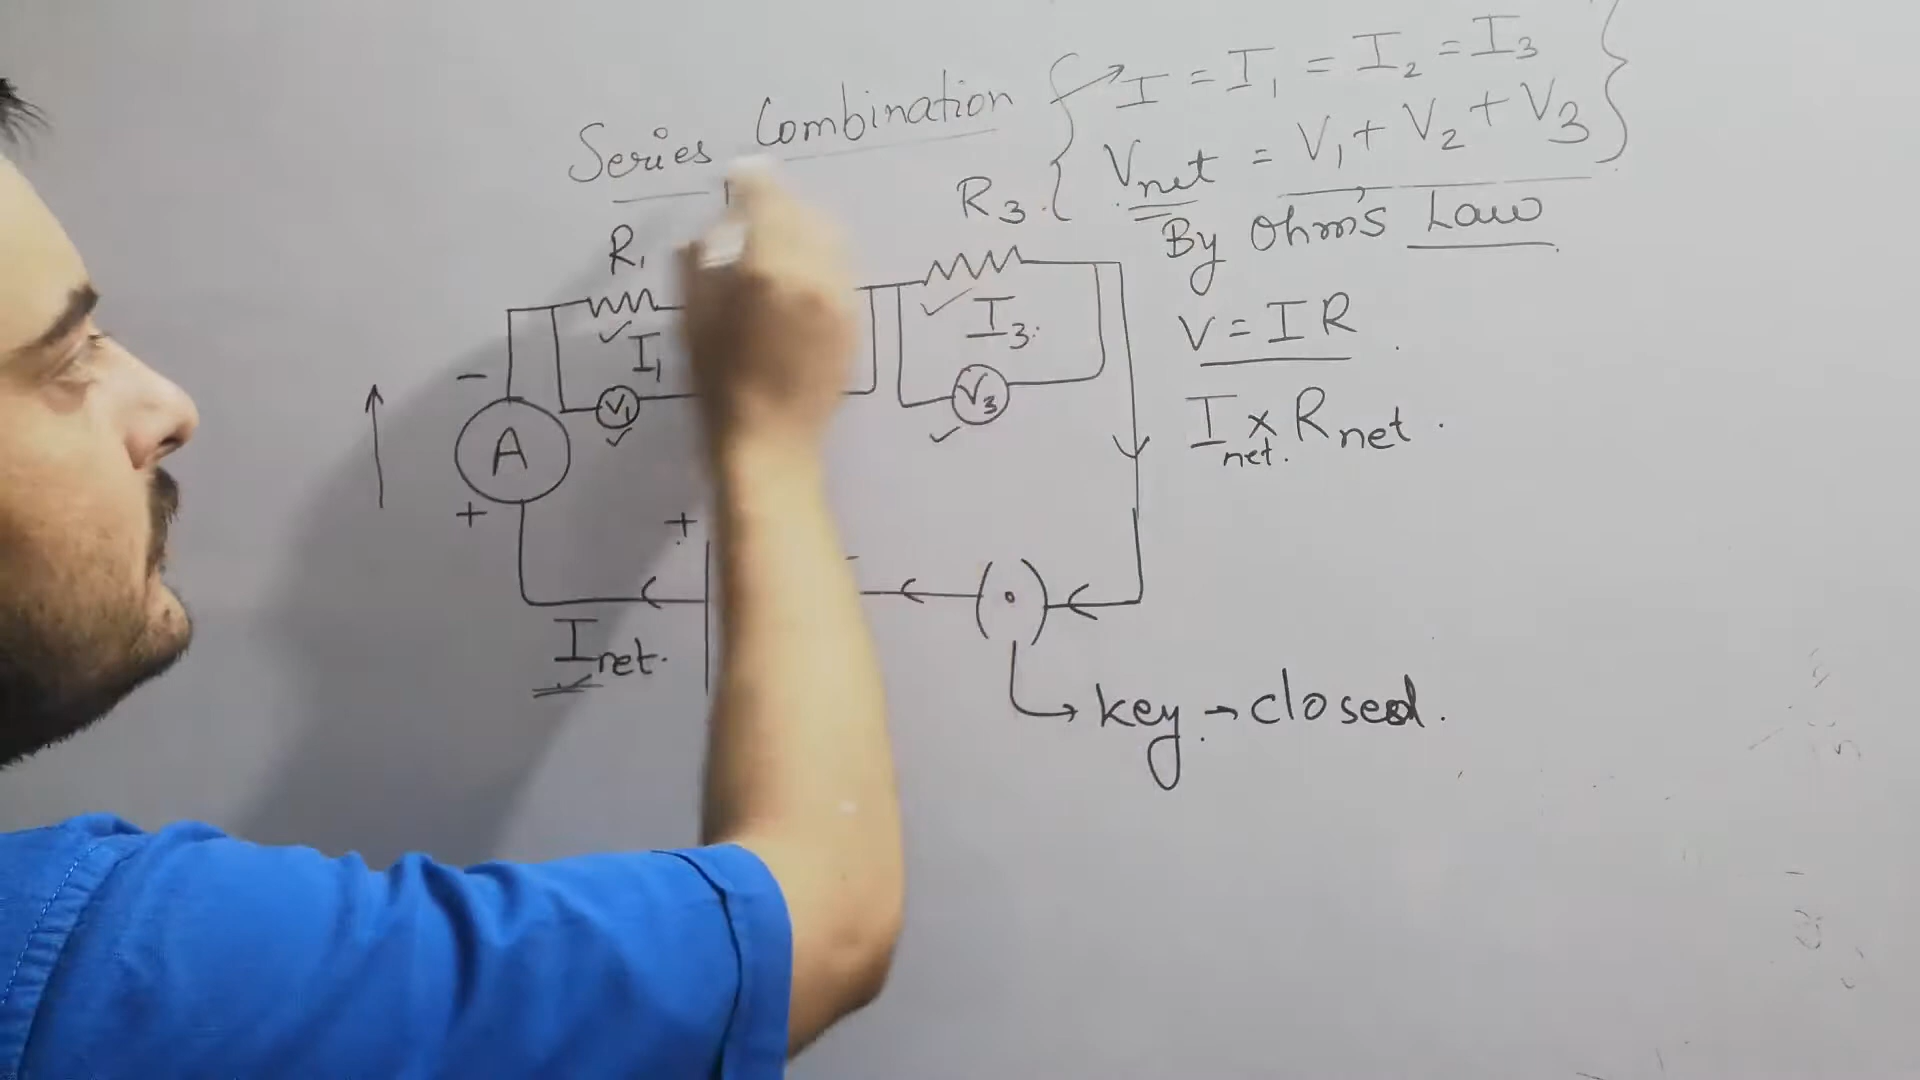 Series Combination
I = I₁ = I₂ = I₃
Vnet = V₁ + V₂ + V₃
By Ohm's Law
V = IR
Inet × Rnet
R₁
R₃
I₁
I₃
V₁
V₃
-
A
+
+
-
Inet
key → closed